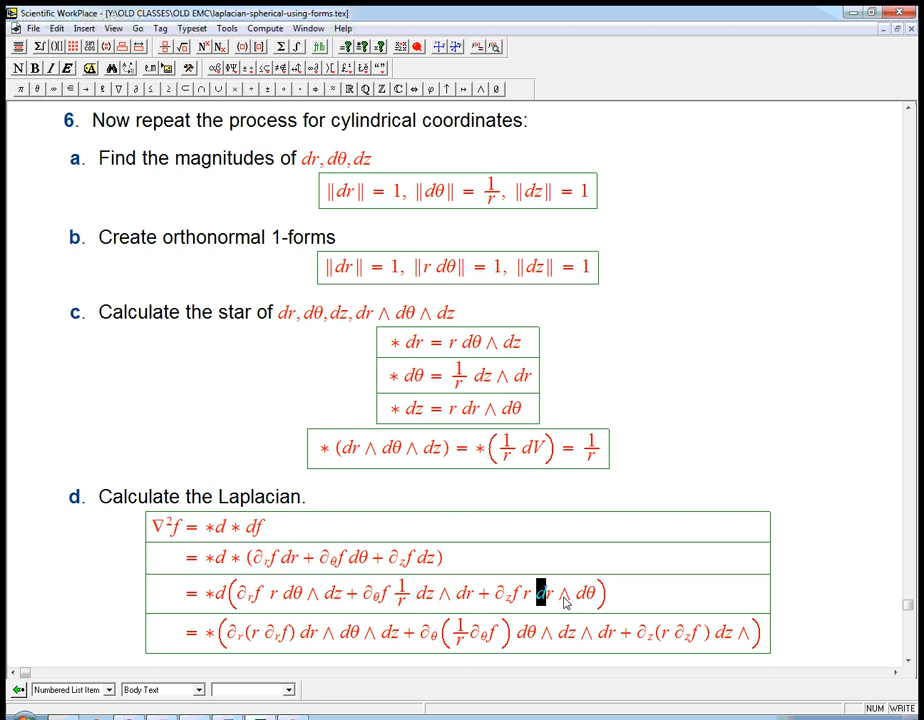 Scientific WorkPlace - [Y:\OLD CLASSES\OLD EMC\laplacian-spherical-using-forms.tex]
File Edit Insert View Go Tag Typeset Tools Compute Window Help
6. Now repeat the process for cylindrical coordinates:
a. Find the magnitudes of dr, dθ, dz
‖dr‖ = 1, ‖dθ‖ = 1/r, ‖dz‖ = 1
b. Create orthonormal 1-forms
‖dr‖ = 1, ‖r dθ‖ = 1, ‖dz‖ = 1
c. Calculate the star of dr, dθ, dz, dr ∧ dθ ∧ dz
∗ dr = r dθ ∧ dz
∗ dθ = 1/r dz ∧ dr
∗ dz = r dr ∧ dθ
∗ (dr ∧ dθ ∧ dz) = ∗(1/r dV) = 1/r
d. Calculate the Laplacian.
∇²f = ∗d ∗ df
= ∗d ∗ (∂ᵣf dr + ∂θf dθ + ∂zf dz)
= ∗d(∂ᵣf r dθ ∧ dz + ∂θf 1/r dz ∧ dr + ∂zf r dr ∧ dθ)
= ∗(∂ᵣ(r ∂ᵣf) dr ∧ dθ ∧ dz + ∂θ(1/r ∂θf) dθ ∧ dz ∧ dr + ∂z(r ∂zf) dz ∧)
Numbered List Item Body Text
NUM WRITE